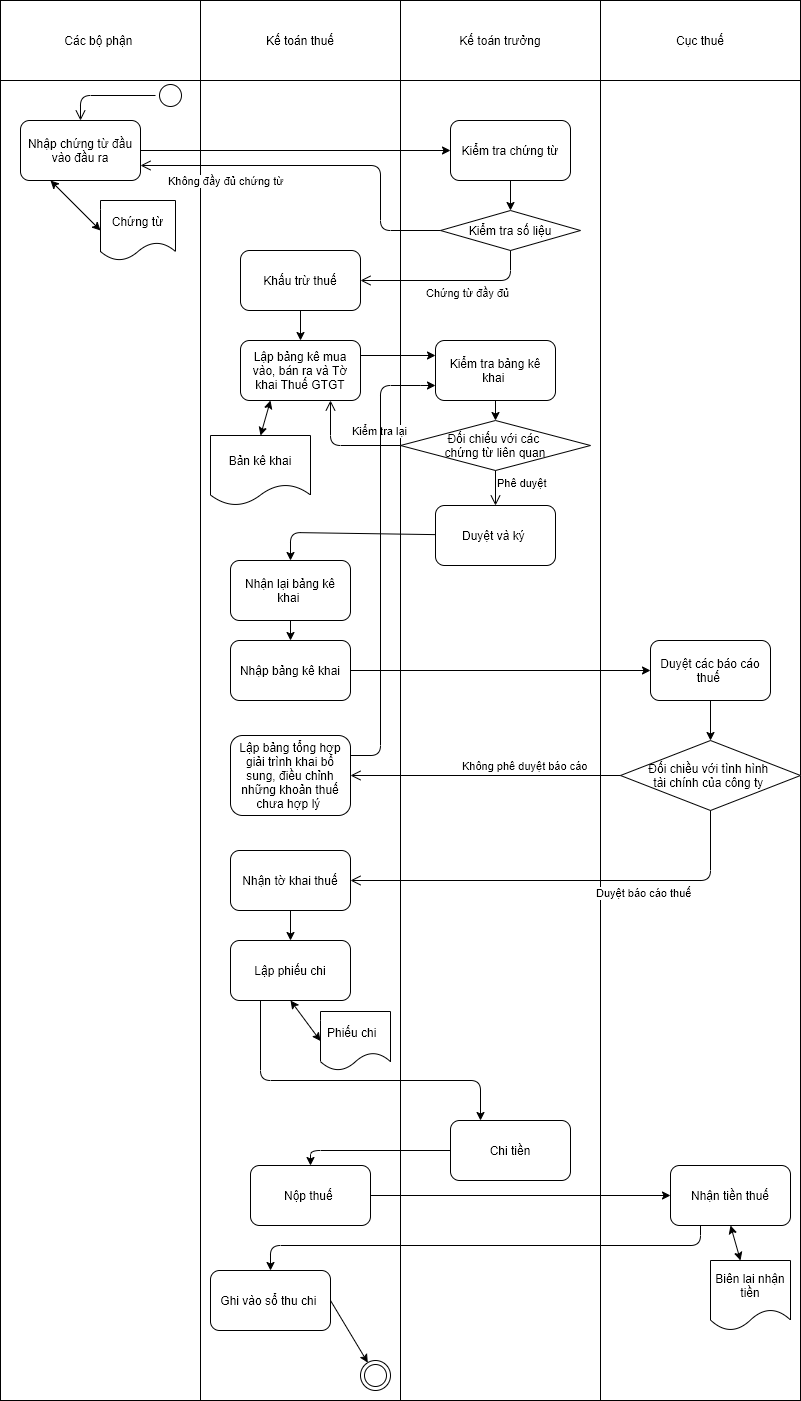 Các bộ phận
Kế toán thuế
Kế toán trưởng
Cục thuế
Nhập chứng từ đầu
vào đầu ra
Kiểm tra chứng từ
Không đầy đủ chứng từ
Chứng từ
Kiểm tra số liệu
Khấu trừ thuế
Chứng từ đầy đủ
Lập bảng kê mua
vào, bán ra và Tờ
khai Thuế GTGT
Kiểm tra bảng kê
khai
Kiểm tra lại
Đối chiếu với các
chứng từ liên quan
Bản kê khai
Phê duyệt
Duyệt và ký
Nhận lại bảng kê
khai
Nhập bảng kê khai
Duyệt các báo cáo
thuế
Lập bảng tổng hợp
giải trình khai bổ
sung, điều chỉnh
những khoản thuế
chưa hợp lý
Không phê duyệt báo cáo
Đối chiều với tình hình
tài chính của công ty
Nhận tờ khai thuế
Duyệt báo cáo thuế
Lập phiếu chi
Phiếu chi
Chi tiền
Nộp thuế
Nhận tiền thuế
Ghi vào sổ thu chi
Biên lai nhận
tiền